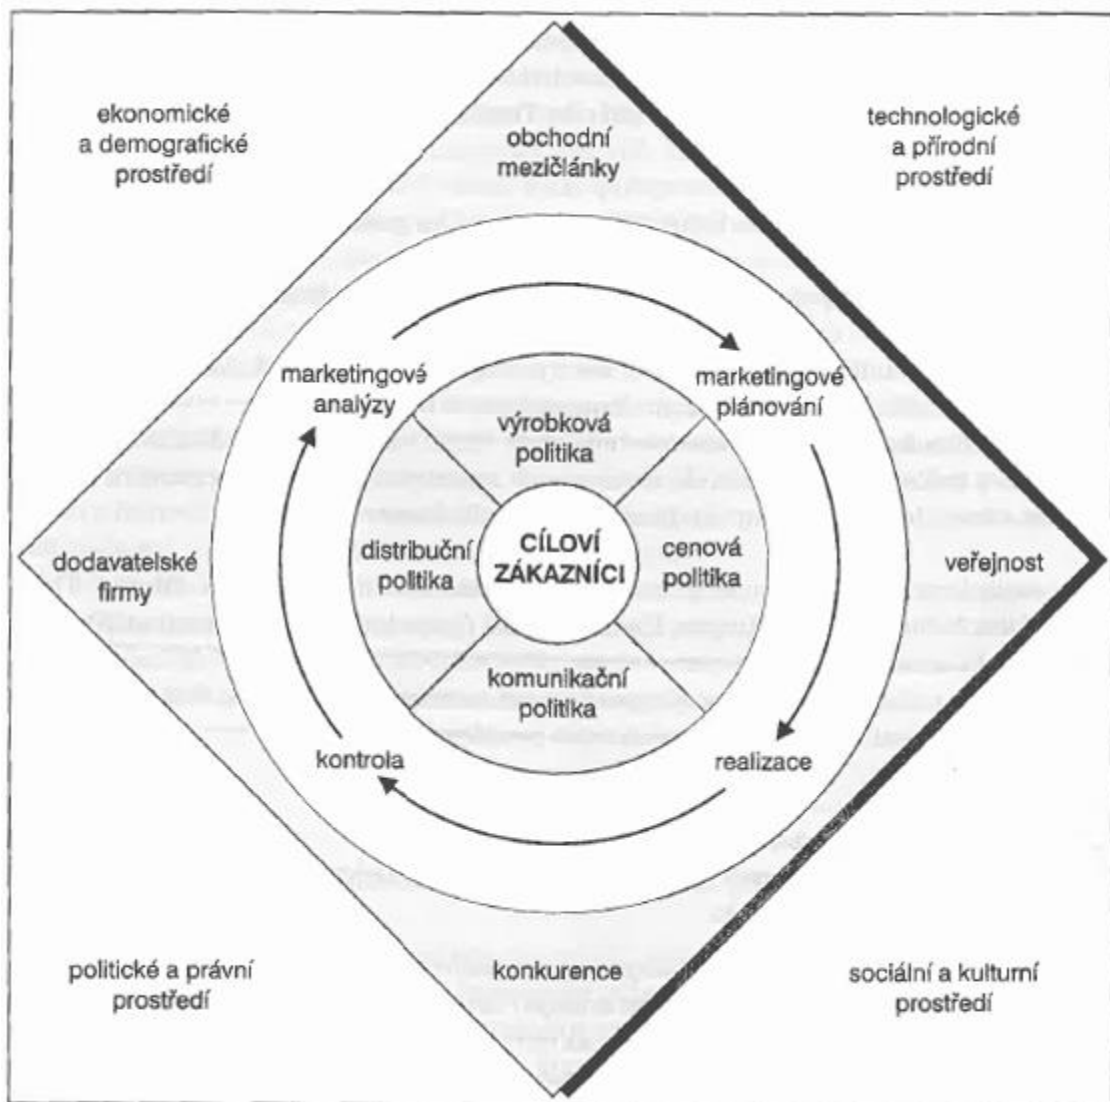 ekonomické
a demografické
prostředí
technologické
a přírodní
prostředí
obchodní
mezičlánky
marketingové
analýzy
marketingové
plánování
výrobková
politika
dodavatelské
firmy
distribuční
politika
CÍLOVÍ
ZÁKAZNÍCI
cenová
politika
veřejnost
komunikační
politika
kontrola
realizace
politické a právní
prostředí
konkurence
sociální a kulturní
prostředí